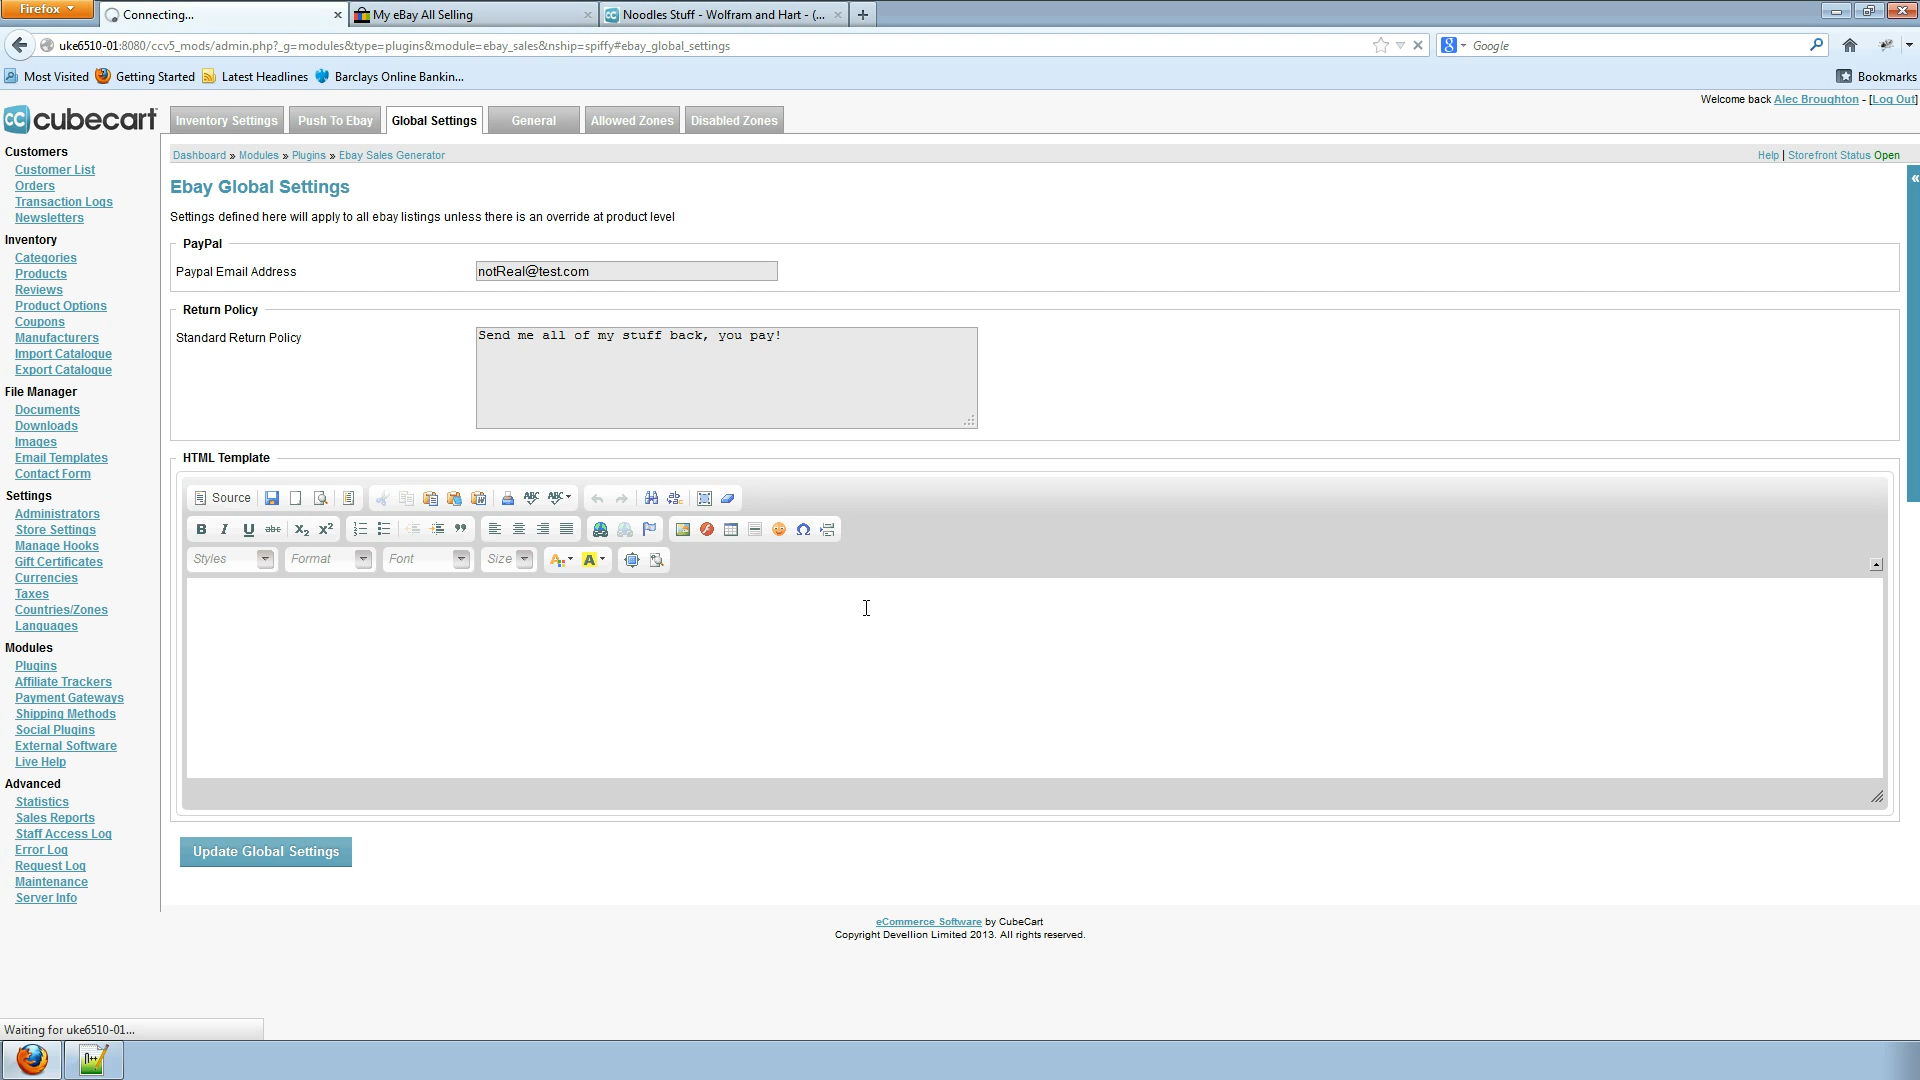 Firefox
Connecting...
My eBay All Selling
Noodles Stuff - Wolfram and Hart - (...
uke6510-01:8080/ccv5_mods/admin.php?_g=modules&type=plugins&module=ebay_sales&nship=spiffy#ebay_global_settings
Google
Most Visited
Getting Started
Latest Headlines
Barclays Online Bankin...
Bookmarks
Welcome back Alec Broughton - [Log Out]
cubecart
Inventory Settings
Push To Ebay
Global Settings
General
Allowed Zones
Disabled Zones
Dashboard » Modules » Plugins » Ebay Sales Generator
Help | Storefront Status Open
Customers
Customer List
Orders
Transaction Logs
Newsletters
Inventory
Categories
Products
Reviews
Product Options
Coupons
Manufacturers
Import Catalogue
Export Catalogue
File Manager
Documents
Downloads
Images
Email Templates
Contact Form
Settings
Administrators
Store Settings
Manage Hooks
Gift Certificates
Currencies
Taxes
Countries/Zones
Languages
Modules
Plugins
Affiliate Trackers
Payment Gateways
Shipping Methods
Social Plugins
External Software
Live Help
Advanced
Statistics
Sales Reports
Staff Access Log
Error Log
Request Log
Maintenance
Server Info
Ebay Global Settings
Settings defined here will apply to all ebay listings unless there is an override at product level
PayPal
Paypal Email Address
notReal@test.com
Return Policy
Standard Return Policy
Send me all of my stuff back, you pay!
HTML Template
Source
Styles
Format
Font
Size
Update Global Settings
eCommerce Software by CubeCart
Copyright Devellion Limited 2013. All rights reserved.
Waiting for uke6510-01...